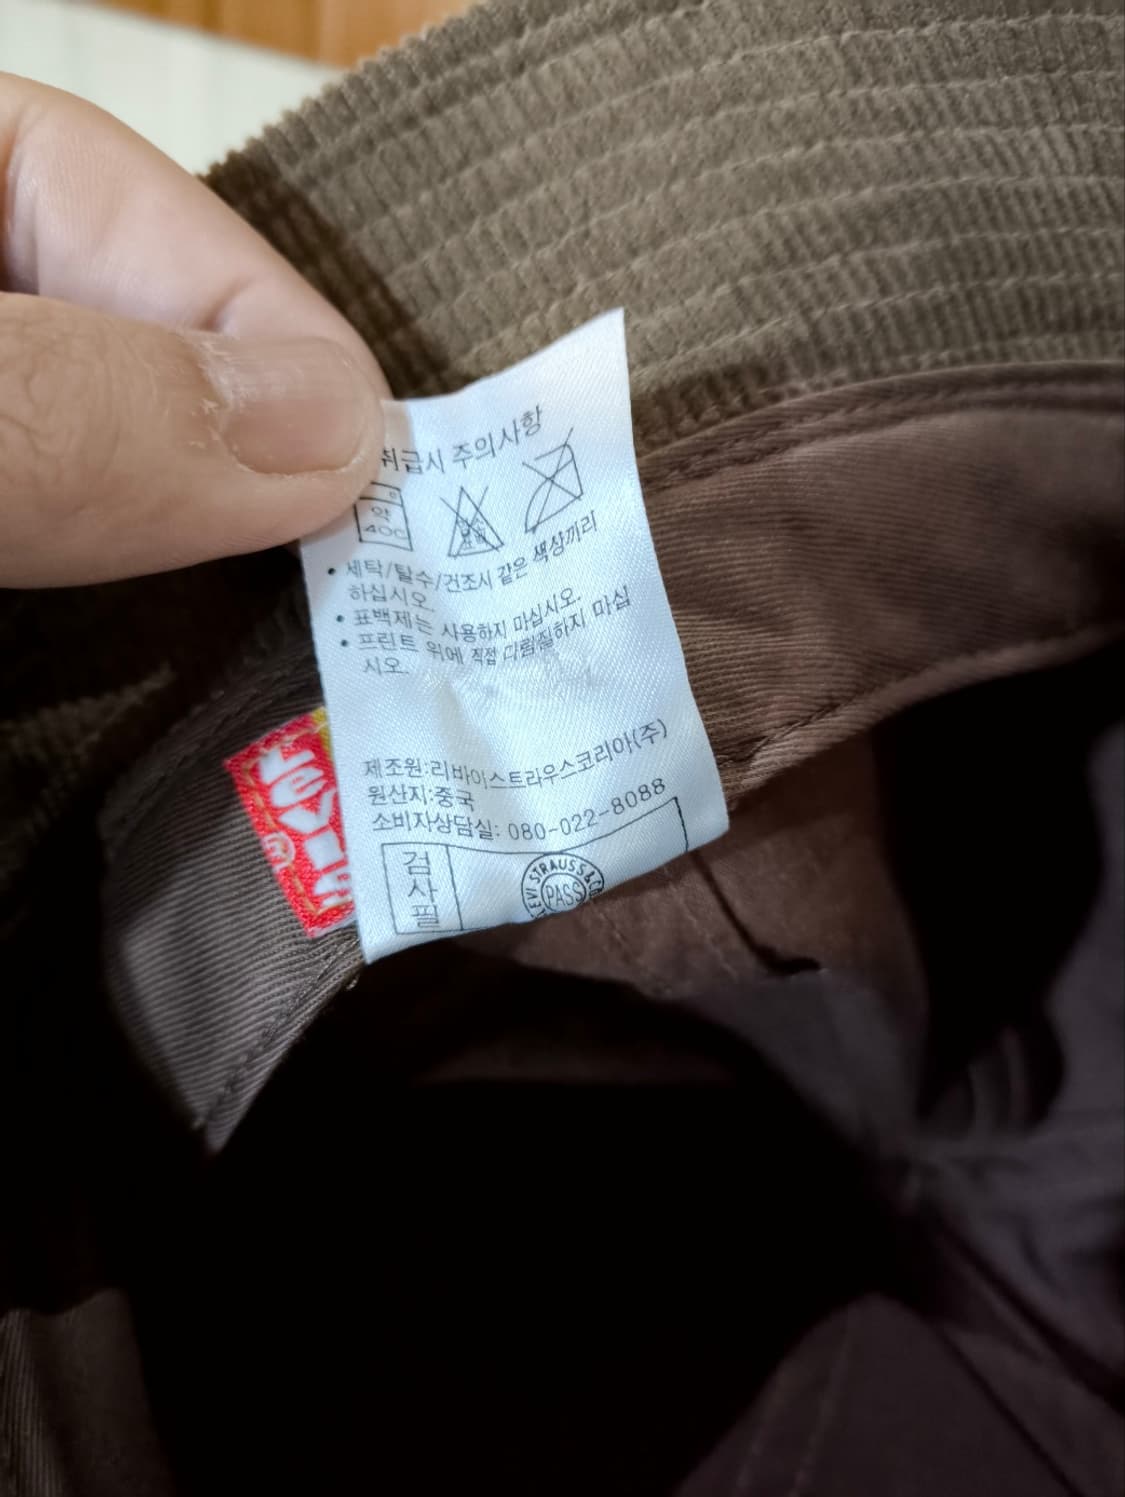 취급시 주의사항
약
40C
• 세탁/탈수/건조시 같은 색상끼리
하십시오.
• 표백제는 사용하지 마십시오.
• 프린트 위에 직접 다림질하지 마십
시오.
제조원:리바이스트라우스코리아(주)
원산지:중국
소비자상담실: 080-022-8088
검사필
LEVI STRAUSS & CO
PASS
LEVI'S
®